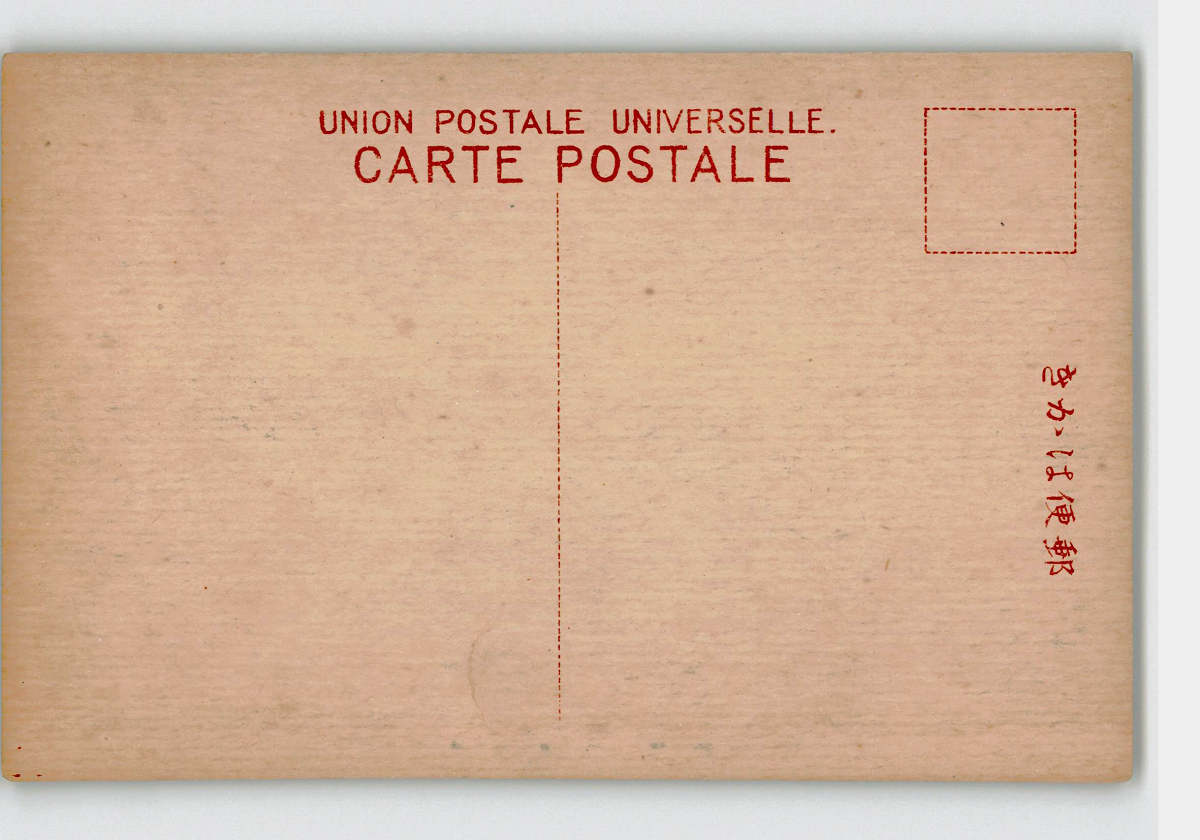 UNION POSTALE UNIVERSELLE.
CARTE POSTALE
郵便はがき